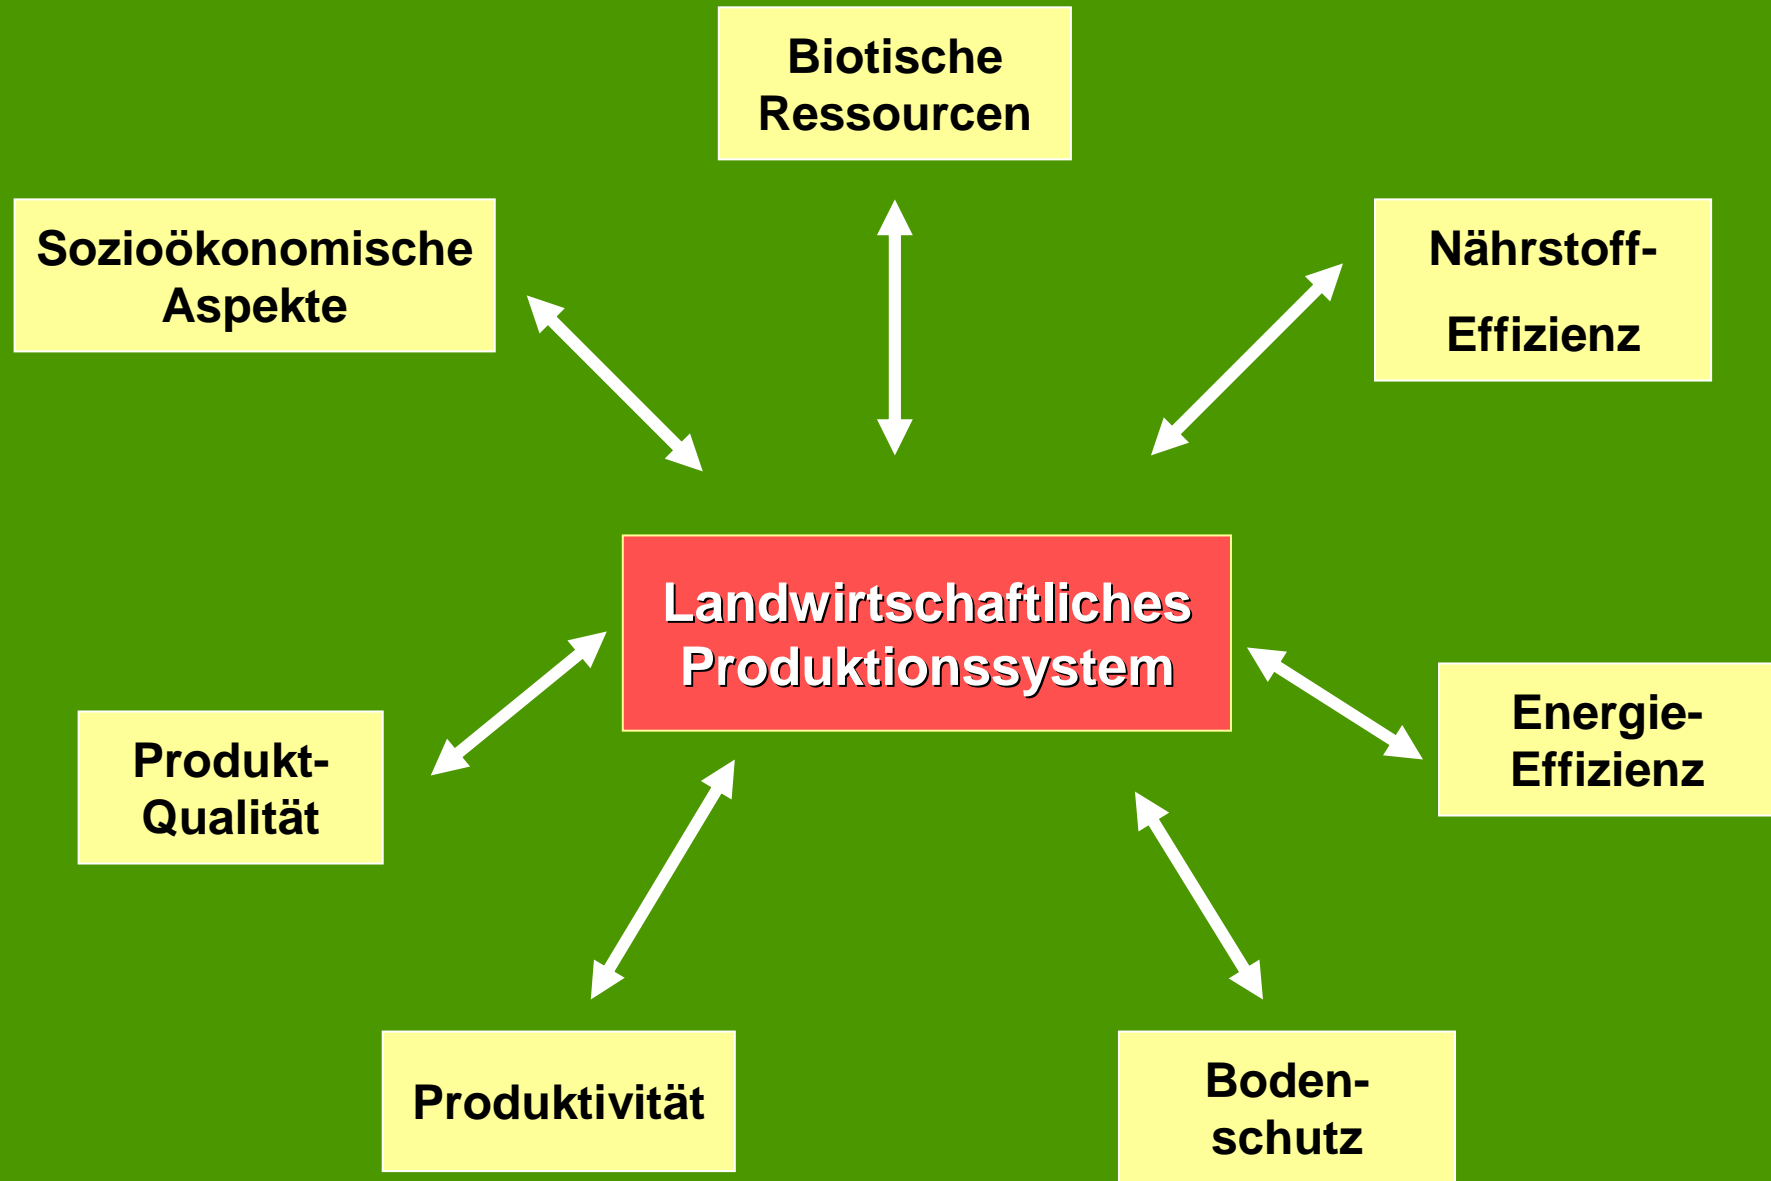 Biotische
Ressourcen
Sozioökonomische
Aspekte
Nährstoff-
Effizienz
Landwirtschaftliches
Produktionssystem
Energie-
Effizienz
Produkt-
Qualität
Produktivität
Boden-
schutz